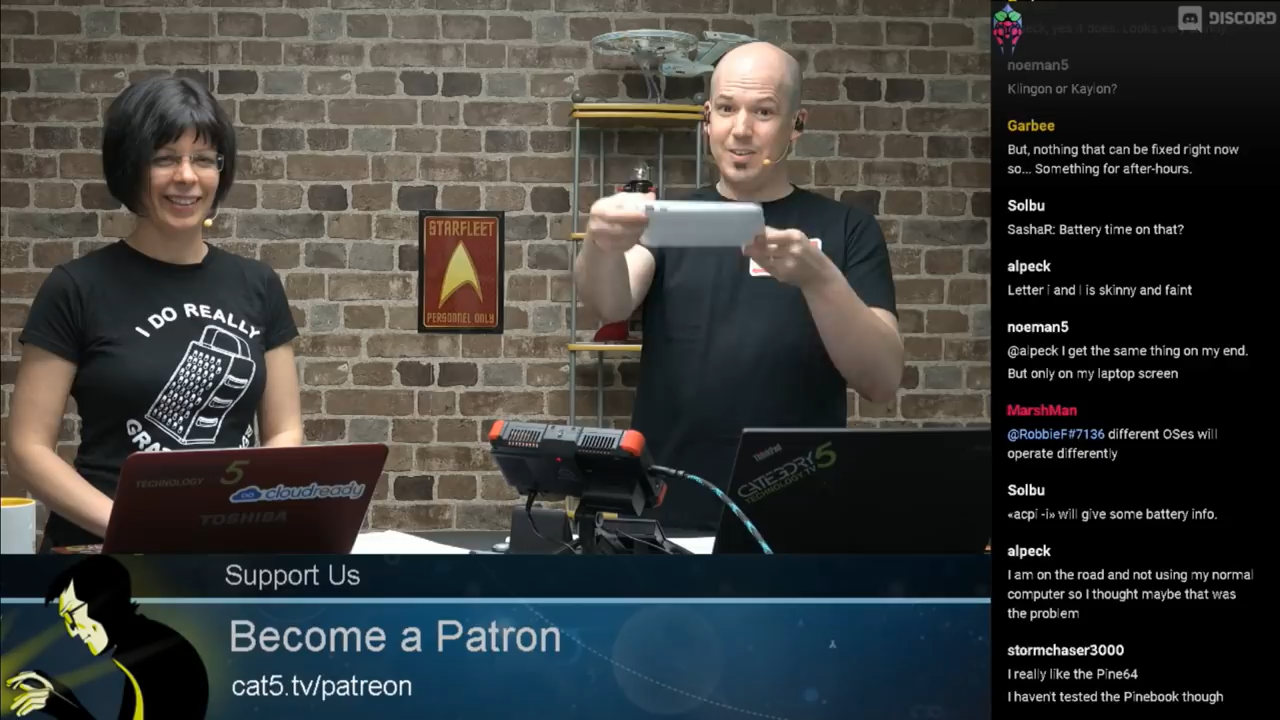 I DO REALLY
STARFLEET
PERSONNEL ONLY
TECHNOLOGY 5
cloudready
TOSHIBA
ThinkPad
CATEGORY 5
TECHNOLOGY TV
Support Us
Become a Patron
cat5.tv/patreon
DISCORD
noeman5
Klingon or Kaylon?
Garbee
But, nothing that can be fixed right now
so... Something for after-hours.
Solbu
SashaR: Battery time on that?
alpeck
Letter i and l is skinny and faint
noeman5
@alpeck I get the same thing on my end.
But only on my laptop screen
MarshMan
@RobbieF#7136 different OSes will
operate differently
Solbu
«acpi -i» will give some battery info.
alpeck
I am on the road and not using my normal
computer so I thought maybe that was
the problem
stormchaser3000
I really like the Pine64
I haven't tested the Pinebook though